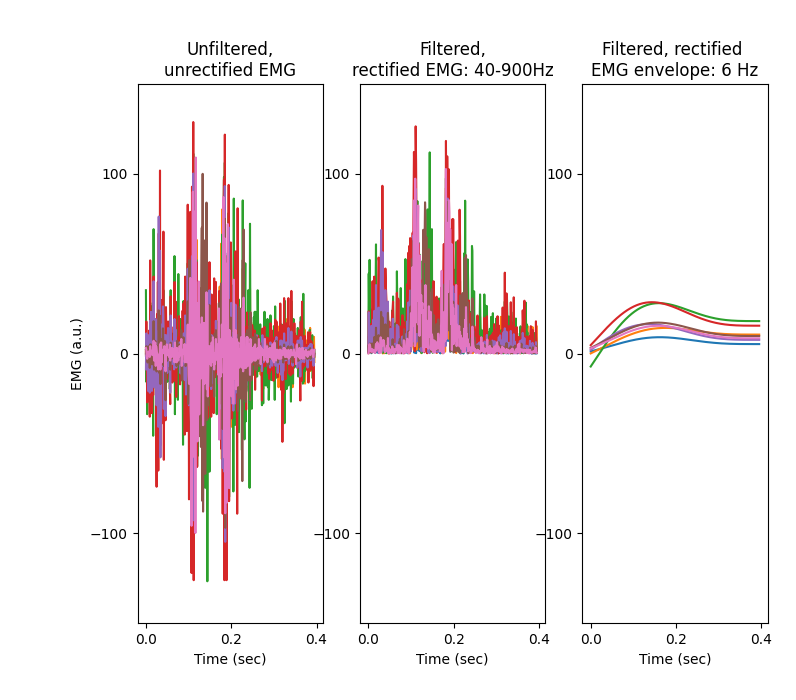 Unfiltered,
unrectified EMG
Filtered,
rectified EMG: 40-900Hz
Filtered, rectified
EMG envelope: 6 Hz
EMG (a.u.)
100
0
−100
0.0 0.2 0.4
Time (sec)
100
0
−100
0.0 0.2 0.4
Time (sec)
100
0
−100
0.0 0.2 0.4
Time (sec)